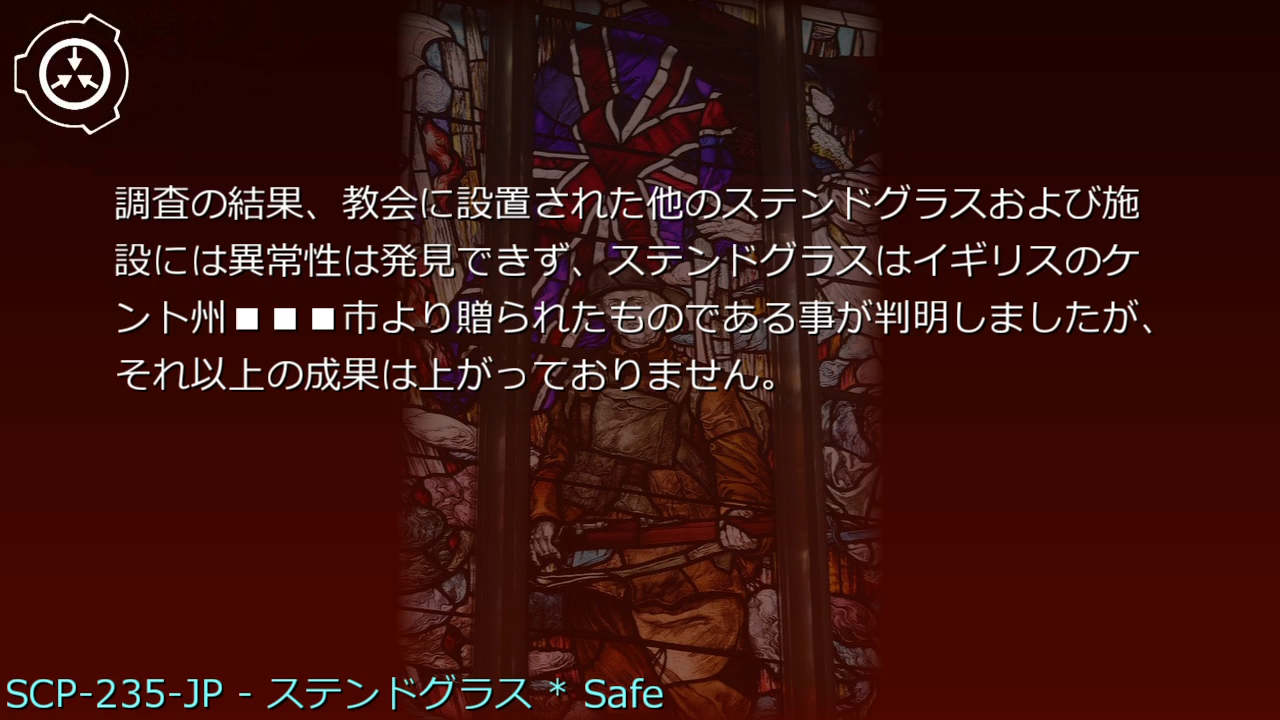 調査の結果、教会に設置された他のステンドグラスおよび施
設には異常性は発見できず、ステンドグラスはイギリスのケ
ント州■■■市より贈られたものである事が判明しましたが、
それ以上の成果は上がっておりません。
SCP-235-JP - ステンドグラス * Safe